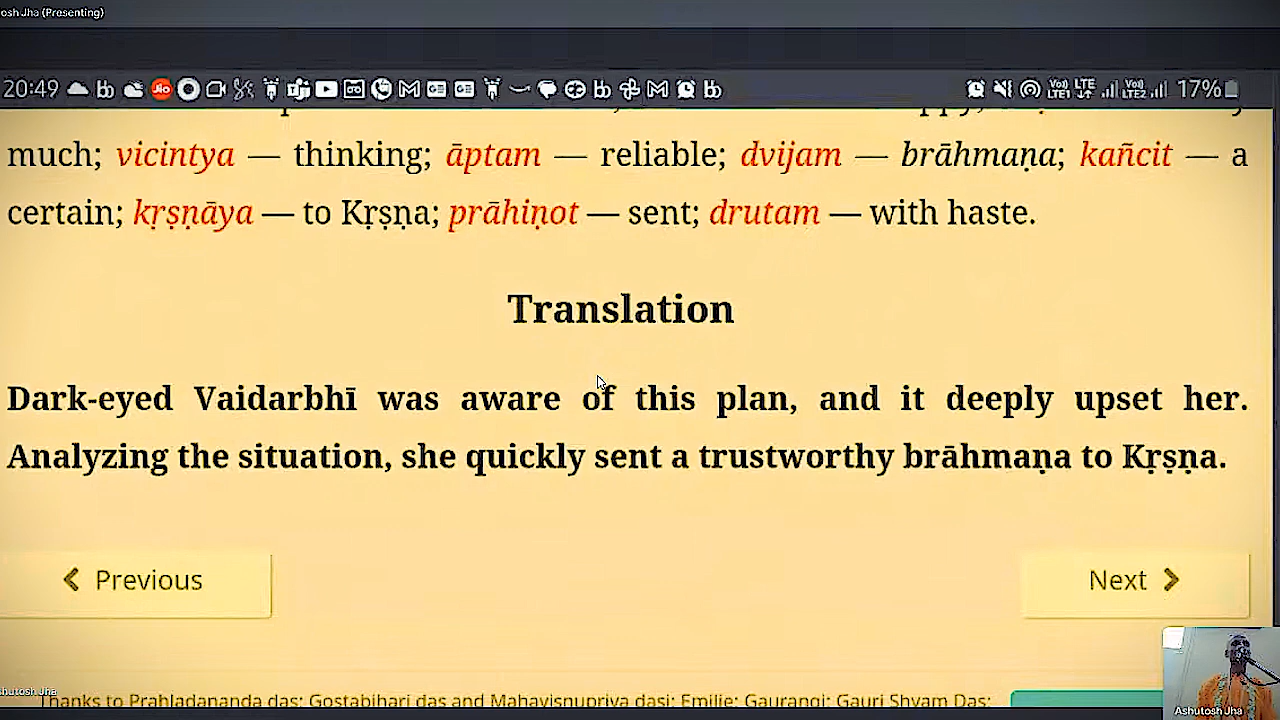 osh Jha (Presenting)
20:49 17%
much; vicintya — thinking; āptam — reliable; dvijam — brāhmaṇa; kañcit — a
certain; kṛṣṇāya — to Kṛṣṇa; prāhiṇot — sent; drutam — with haste.
Translation
Dark-eyed Vaidarbhī was aware of this plan, and it deeply upset her.
Analyzing the situation, she quickly sent a trustworthy brāhmaṇa to Kṛṣṇa.
Previous
Next
shutosh Jha
Thanks to Prahladananda das; Gostabihari das and Mahavisnupriya dasi; Emilie; Gaurangi; Gauri Shyam Das;
Ashutosh Jha